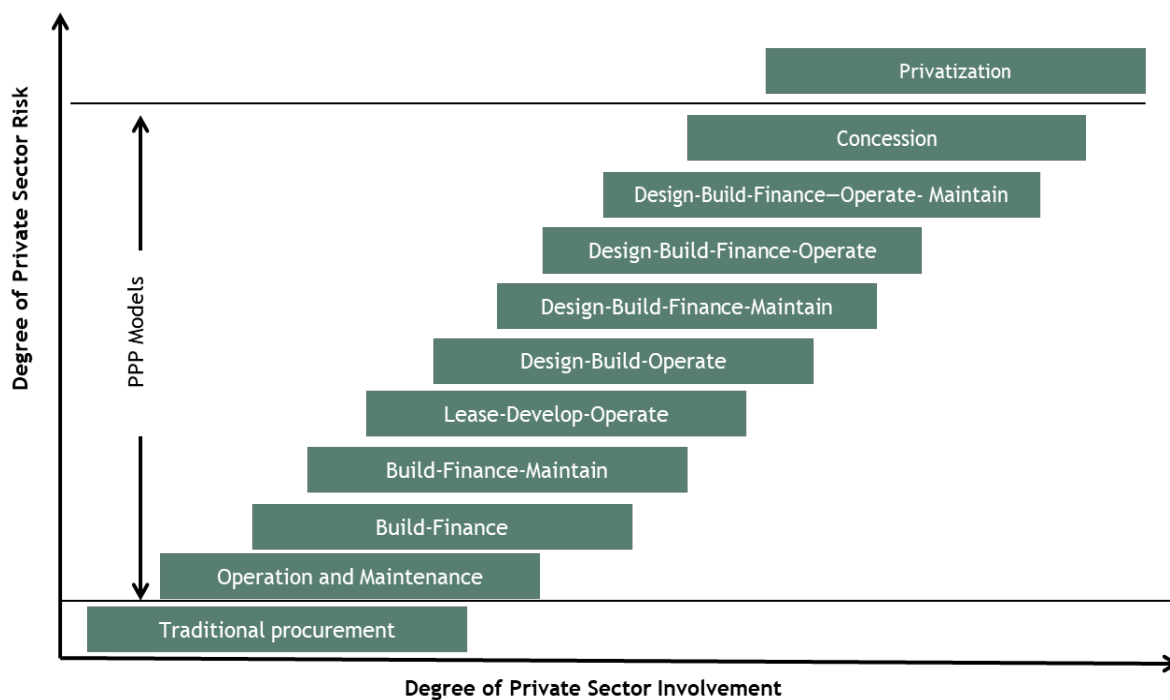 Degree of Private Sector Risk
PPP Models
Privatization
Concession
Design-Build-Finance—Operate- Maintain
Design-Build-Finance-Operate
Design-Build-Finance-Maintain
Design-Build-Operate
Lease-Develop-Operate
Build-Finance-Maintain
Build-Finance
Operation and Maintenance
Traditional procurement
Degree of Private Sector Involvement